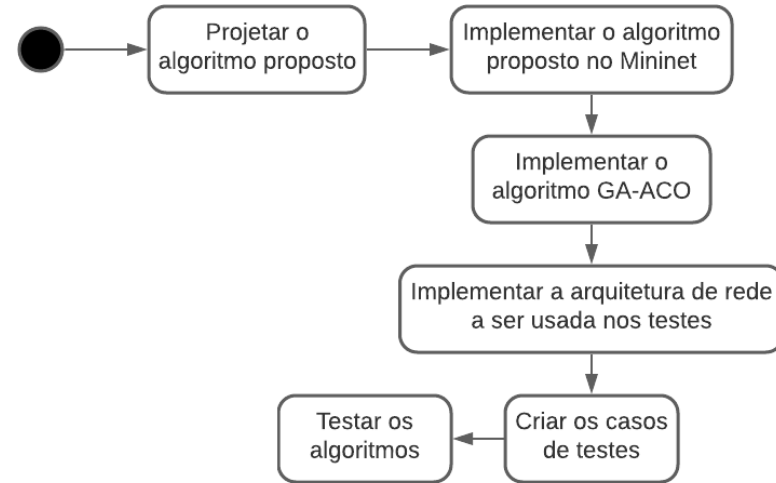 Projetar o
algoritmo proposto
Implementar o algoritmo
proposto no Mininet
Implementar o
algoritmo GA-ACO
Implementar a arquitetura de rede
a ser usada nos testes
Criar os casos
de testes
Testar os
algoritmos